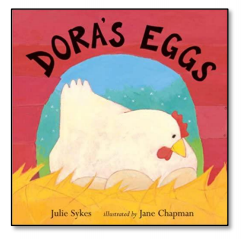 DORA'S EGGS
Julie Sykes illustrated by Jane Chapman